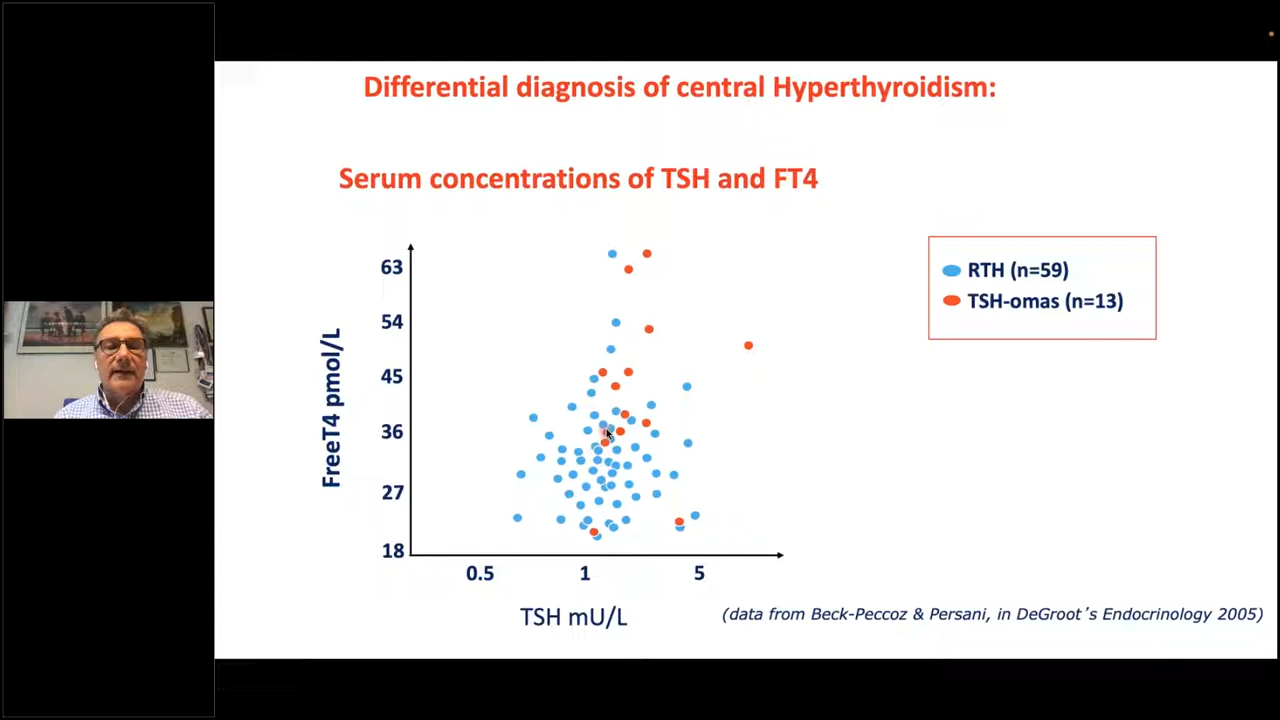 Differential diagnosis of central Hyperthyroidism:
Serum concentrations of TSH and FT4
63
54
45
36
27
18
FreeT4 pmol/L
0.5 1 5
TSH mU/L
RTH (n=59)
TSH-omas (n=13)
(data from Beck-Peccoz & Persani, in DeGroot´s Endocrinology 2005)